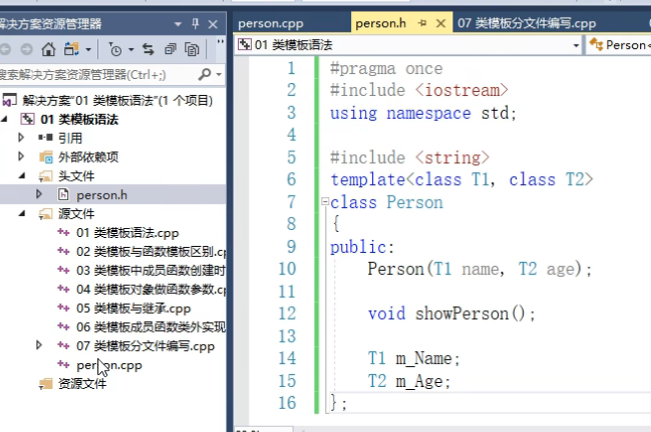 解决方案资源管理器
搜索解决方案资源管理器(Ctrl+;)
解决方案"01 类模板语法"(1 个项目)
01 类模板语法
引用
外部依赖项
头文件
person.h
源文件
01 类模板语法.cpp
02 类模板与函数模板区别.cp
03 类模板中成员函数创建时
04 类模板对象做函数参数.cp
05 类模板与继承.cpp
06 类模板成员函数类外实现
07 类模板分文件编写.cpp
person.cpp
资源文件
person.cpp person.h 07 类模板分文件编写.cpp
01 类模板语法 Person<
1 #pragma once
2 #include <iostream>
3 using namespace std;
4
5 #include <string>
6 template<class T1, class T2>
7 class Person
8 {
9 public:
10 Person(T1 name, T2 age);
11
12 void showPerson();
13
14 T1 m_Name;
15 T2 m_Age;
16 };